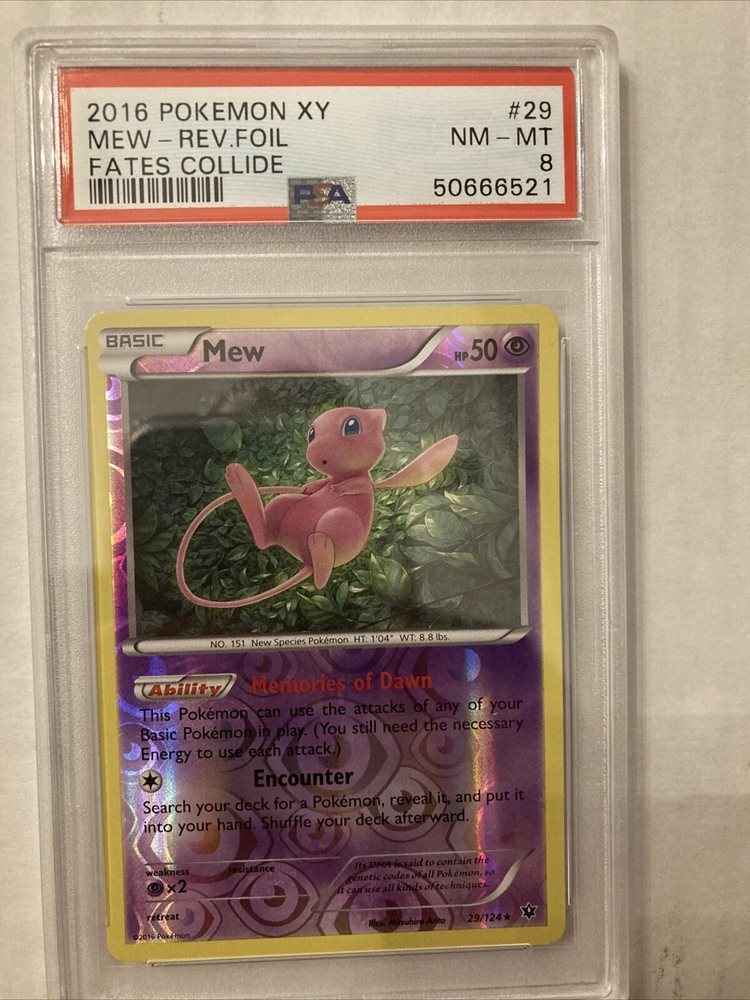 2016 POKEMON XY #29
MEW - REV.FOIL NM - MT
FATES COLLIDE 8
PSA 50666521
BASIC Mew HP 50
NO. 151 New Species Pokémon HT: 1'04" WT: 8.8 lbs.
Ability Memories of Dawn
This Pokémon can use the attacks of any of your
Basic Pokémon in play. (You still need the necessary
Energy to use each attack.)
Encounter
Search your deck for a Pokémon, reveal it, and put it
into your hand. Shuffle your deck afterward.
weakness resistance
×2
retreat
Its DNA is said to contain the
genetic codes of all Pokémon, so
it can use all kinds of techniques.
Illus. Mitsuhiro Arita 29/124 ★
©2016 Pokémon